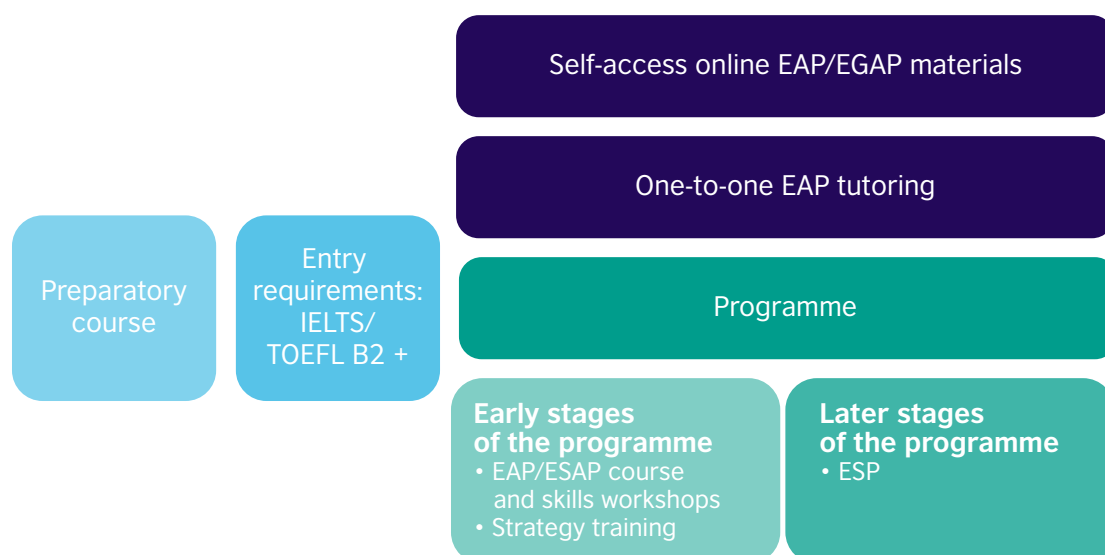 Self-access online EAP/EGAP materials
One-to-one EAP tutoring
Preparatory
course
Entry
requirements:
IELTS/
TOEFL B2 +
Programme
Early stages
of the programme
• EAP/ESAP course
and skills workshops
• Strategy training
Later stages
of the programme
• ESP